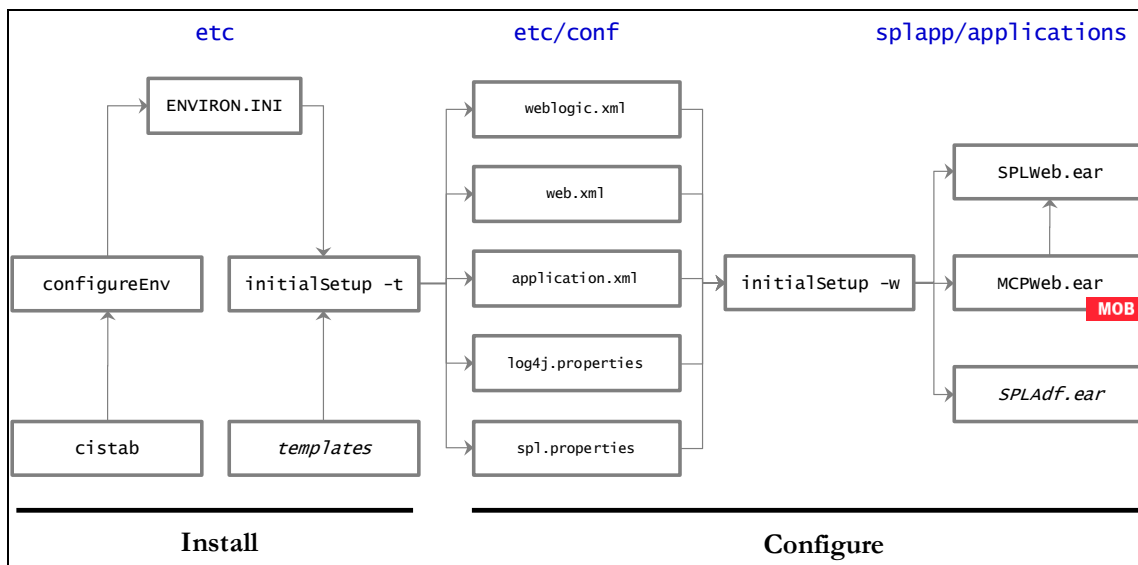 etc
etc/conf
splapp/applications
ENVIRON.INI
configureEnv
cistab
initialSetup -t
templates
weblogic.xml
web.xml
application.xml
log4j.properties
spl.properties
initialSetup -w
SPLWeb.ear
MCPWeb.ear
MOB
SPLAdf.ear
Install
Configure